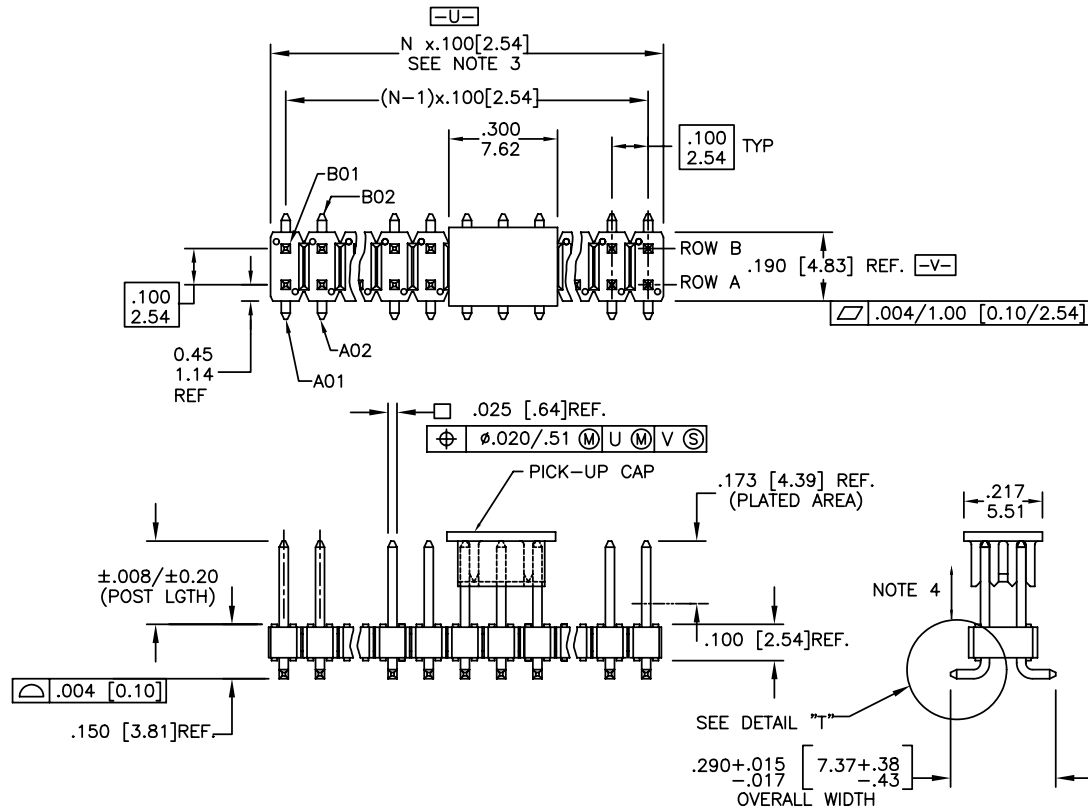 -U-
N x.100[2.54]
SEE NOTE 3
(N-1)x.100[2.54]
.300
7.62
.100
2.54
TYP
B01
B02
ROW B
ROW A
.190 [4.83] REF. -V-
.004/1.00 [0.10/2.54]
.100
2.54
0.45
1.14
REF
A02
A01
.025 [.64]REF.
ø.020/.51 Ⓜ U Ⓜ V Ⓢ
PICK-UP CAP
.173 [4.39] REF.
(PLATED AREA)
.217
5.51
±.008/±0.20
(POST LGTH)
NOTE 4
.100 [2.54]REF.
.004 [0.10]
.150 [3.81]REF.
SEE DETAIL "T"
.290+.015
-.017
[7.37+.38
-.43]
OVERALL WIDTH